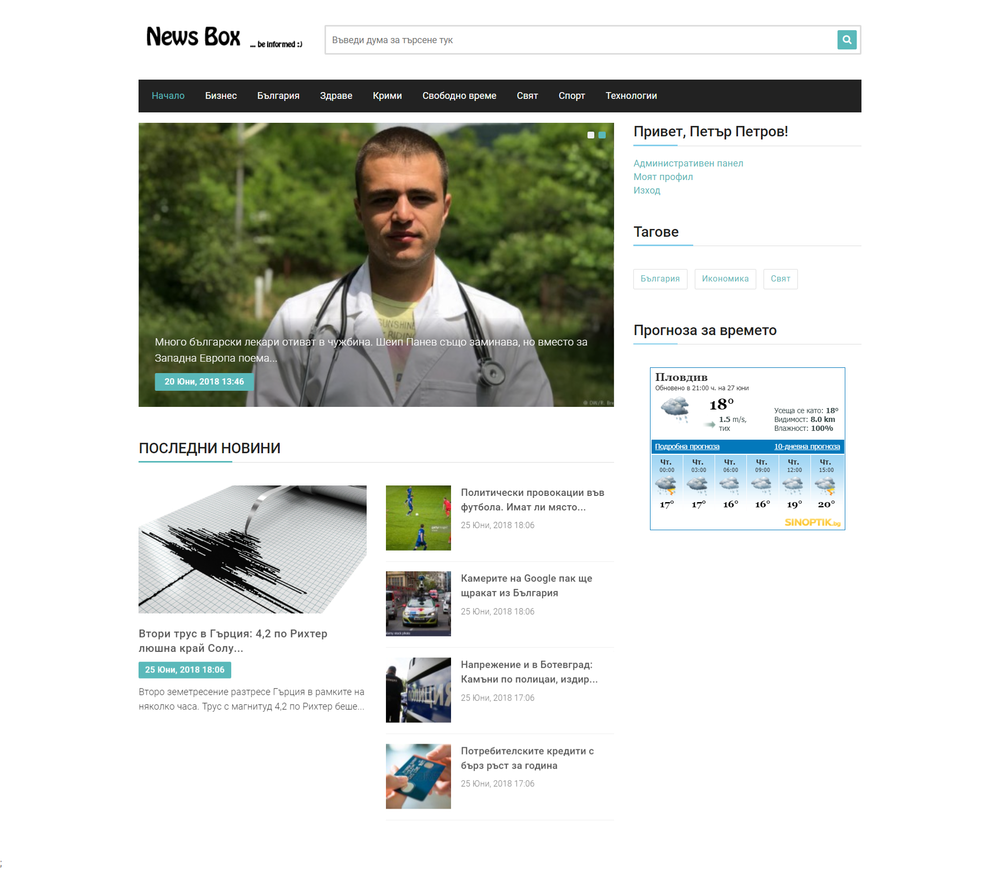 News Box ... be informed :)
Въведи дума за търсене тук
Начало Бизнес България Здраве Крими Свободно време Свят Спорт Технологии
Привет, Петър Петров!
Административен панел
Моят профил
Изход
Тагове
България Икономика Свят
Прогноза за времето
Пловдив
Обновено в 21:00 ч. на 27 юни
18°
1.5 m/s,
тих
Усеща се като: 18°
Видимост: 8.0 km
Влажност: 100%
Подробна прогноза 10-дневна прогноза
Чт. Чт. Чт. Чт. Чт. Чт.
00:00 03:00 06:00 09:00 12:00 15:00
17° 17° 16° 16° 19° 20°
SINOPTIK.bg
SUNSHINE
RIDING
Много български лекари отиват в чужбина. Шеип Панев също заминава, но вместо за
Западна Европа поема...
20 Юни, 2018 13:46
© DW/R. Bre
ПОСЛЕДНИ НОВИНИ
Втори трус в Гърция: 4,2 по Рихтер
люшна край Солу...
25 Юни, 2018 18:06
Второ земетресение разтресе Гърция в рамките на
няколко часа. Трус с магнитуд 4,2 по Рихтер беше...
Политически провокации във
футбола. Имат ли място...
25 Юни, 2018 18:06
Камерите на Google пак ще
щракат из България
25 Юни, 2018 18:06
alamy stock photo
Напрежение и в Ботевград:
Камъни по полицаи, издир...
25 Юни, 2018 17:06
Потребителските кредити с
бърз ръст за година
25 Юни, 2018 17:06
;